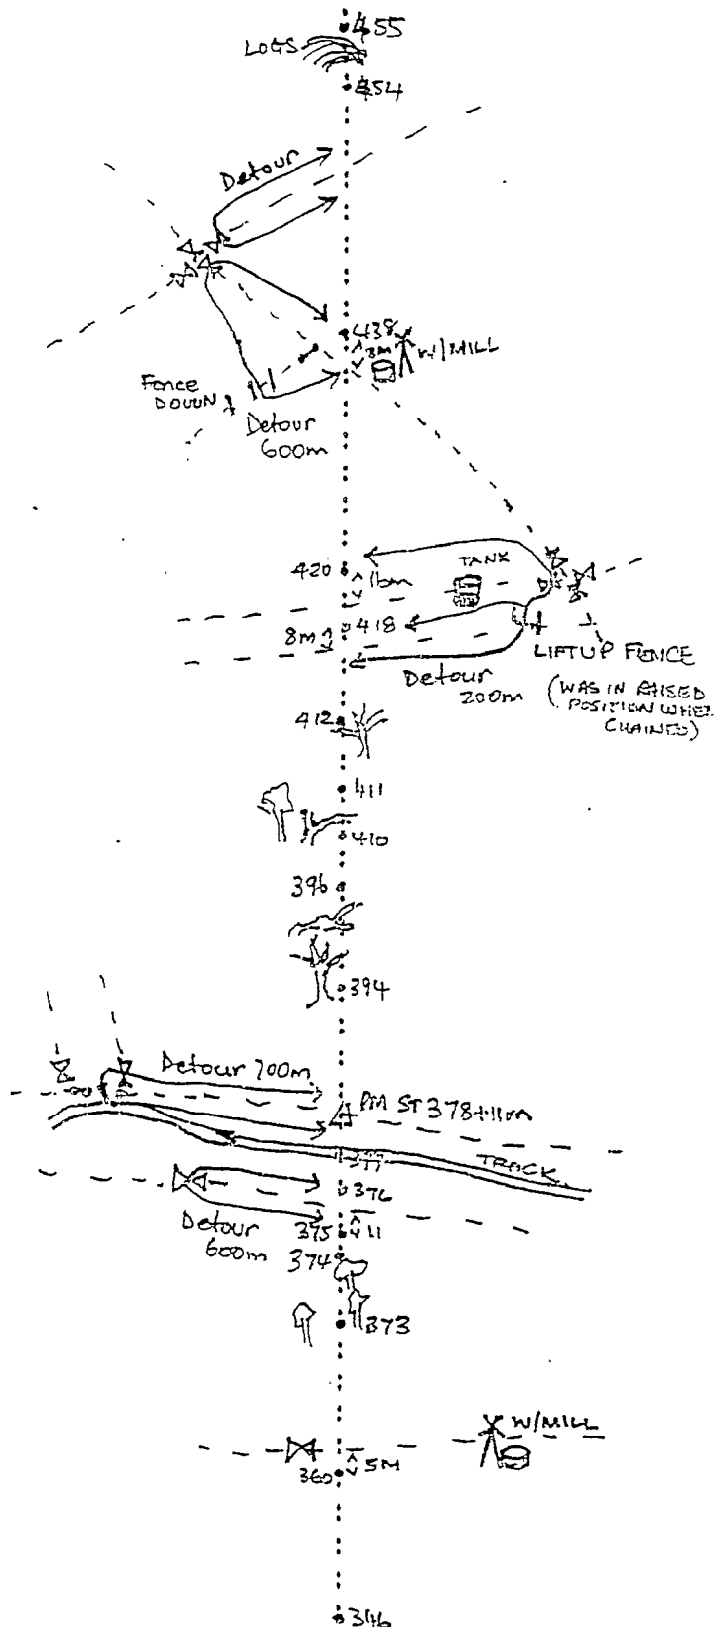 455
LOGS
454
Detour
438
3m
W/MILL
Fence
DOWN
Detour
600m
420
16m
TANK
8m
418
LIFTUP FENCE
Detour
200m
(WAS IN RAISED
POSITION WHEN
CHAINED)
412
411
410
396
394
Detour 700m
PM ST 378+11m
377
TRACK
376
Detour
600m
375
11
374
373
W/MILL
360
5M
346